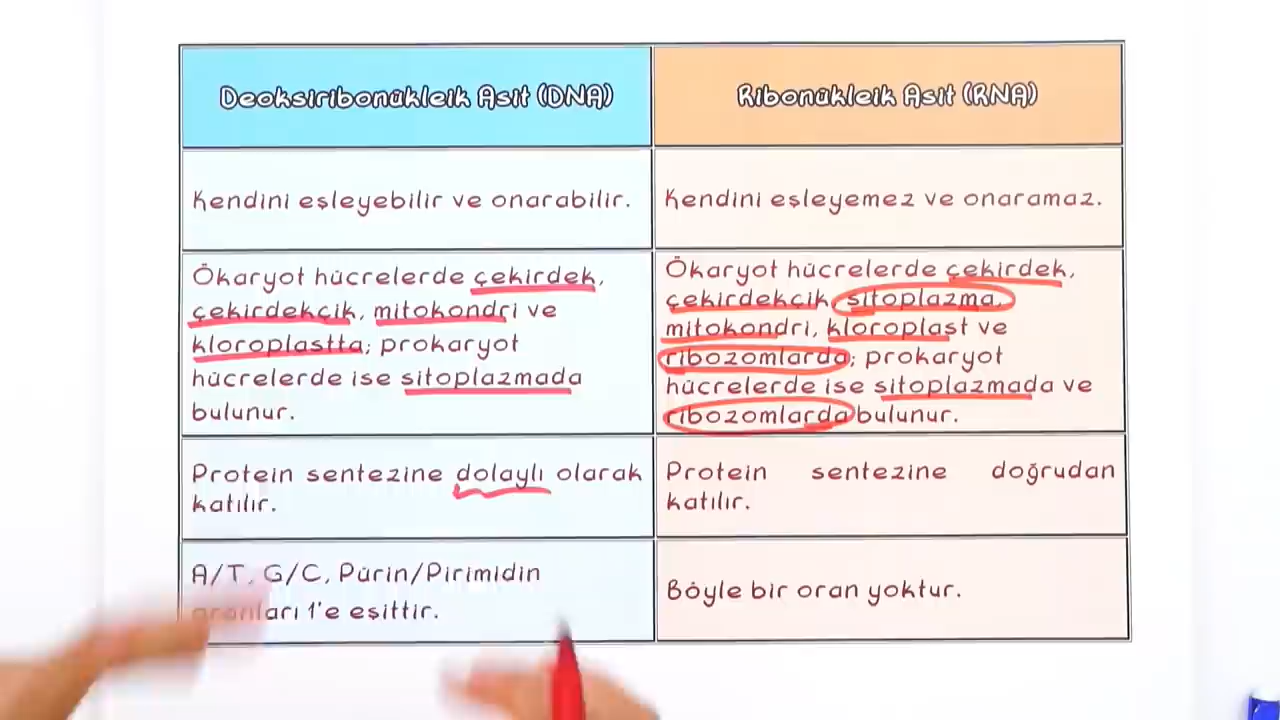 Deoksiribonükleik Asit (DNA)
Ribonükleik Asit (RNA)
Kendini eşleyebilir ve onarabilir.
Kendini eşleyemez ve onaramaz.
Ökaryot hücrelerde çekirdek,
çekirdekçik, mitokondri ve
kloroplastta; prokaryot
hücrelerde ise sitoplazmada
bulunur.
Ökaryot hücrelerde çekirdek,
çekirdekçik, sitoplazma,
mitokondri, kloroplast ve
ribozomlarda; prokaryot
hücrelerde ise sitoplazmada ve
ribozomlarda bulunur.
Protein sentezine dolaylı olarak
katılır.
Protein sentezine doğrudan
katılır.
A/T, G/C, Pürin/Pirimidin
oranları 1'e eşittir.
Böyle bir oran yoktur.